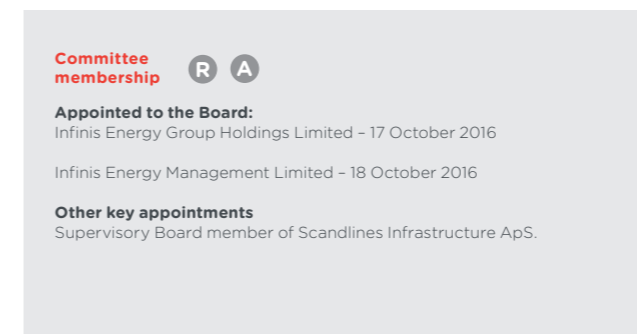 Committee
membership R A
Appointed to the Board:
Infinis Energy Group Holdings Limited – 17 October 2016
Infinis Energy Management Limited – 18 October 2016
Other key appointments
Supervisory Board member of Scandlines Infrastructure ApS.